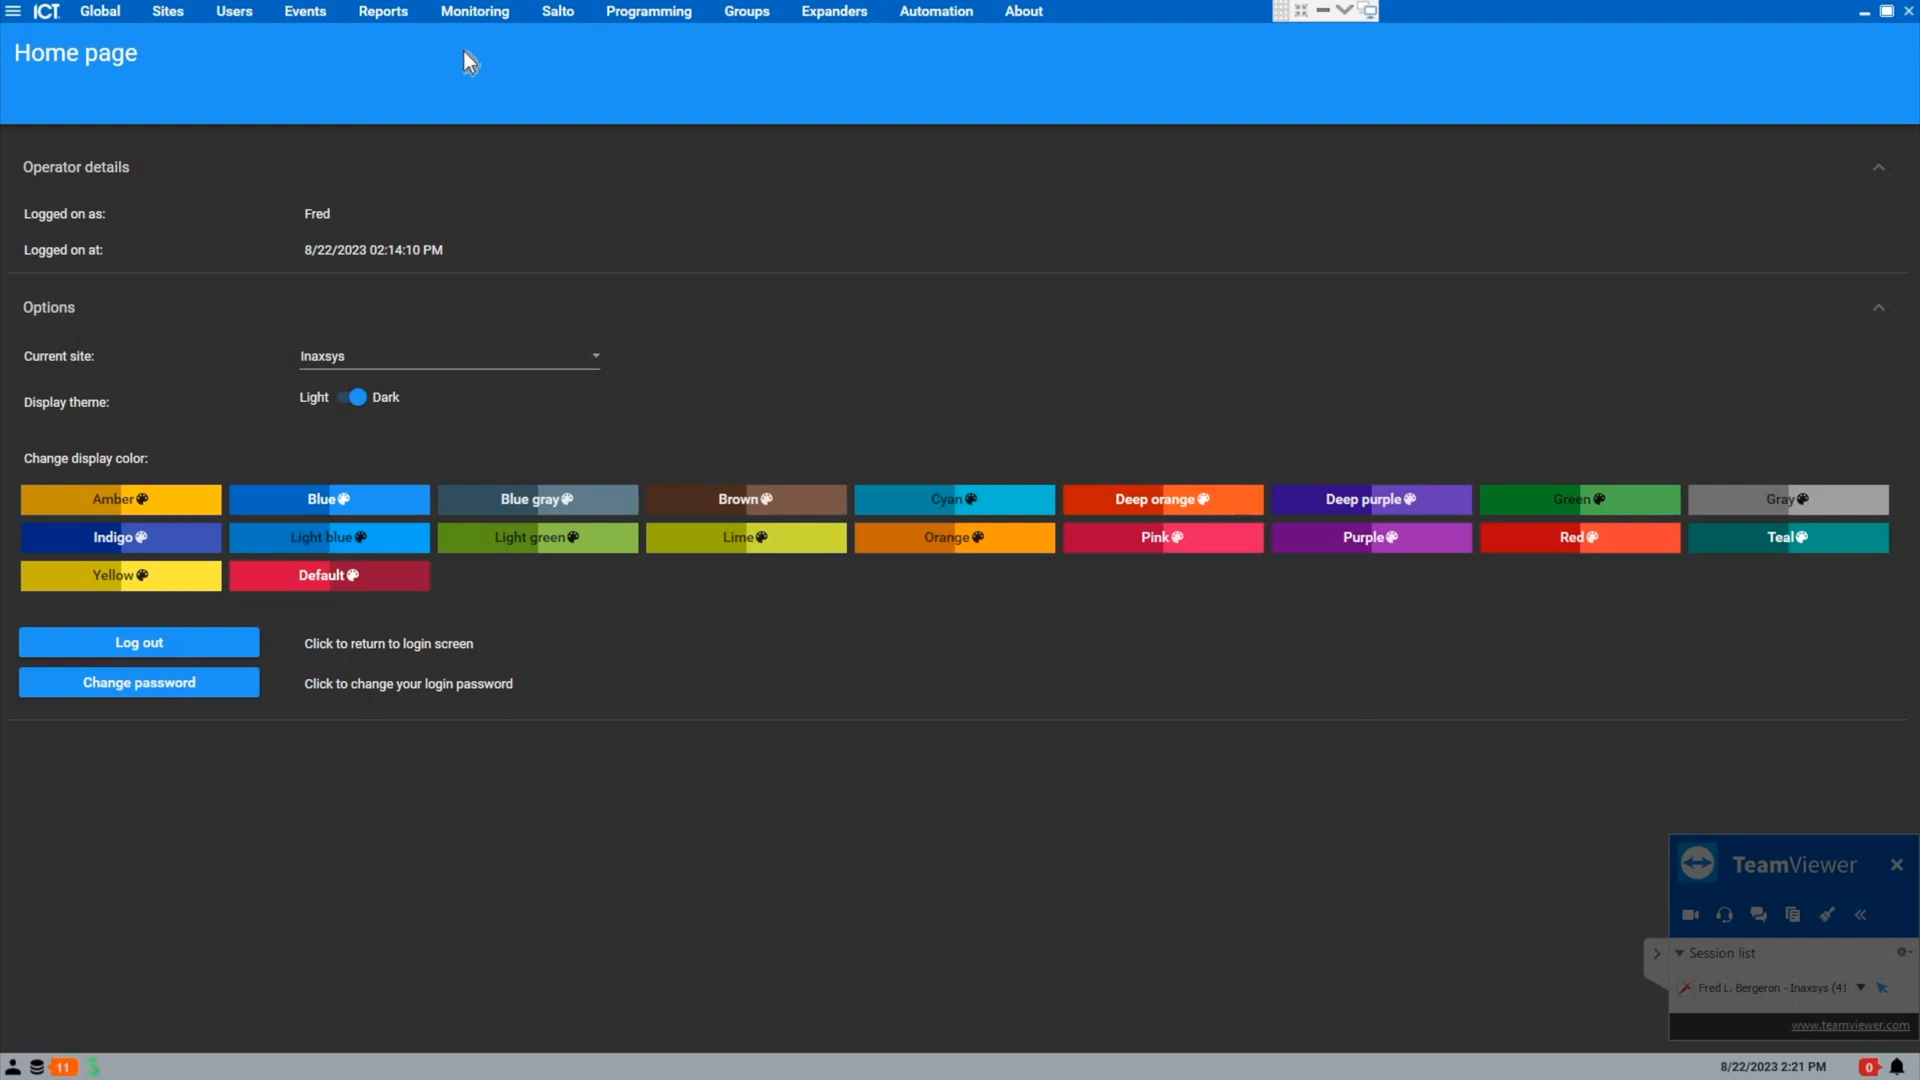 ICT Global Sites Users Events Reports Monitoring Salto Programming Groups Expanders Automation About
Home page
Operator details
Logged on as: Fred
Logged on at: 8/22/2023 02:14:10 PM
Options
Current site: Inaxsys
Display theme: Light Dark
Change display color:
Amber Blue Blue gray Brown Cyan Deep orange Deep purple Green Gray
Indigo Light blue Light green Lime Orange Pink Purple Red Teal
Yellow Default
Log out Click to return to login screen
Change password Click to change your login password
TeamViewer
Session list
Fred L. Bergeron - Inaxsys (41
www.teamviewer.com
11 8/22/2023 2:21 PM 0